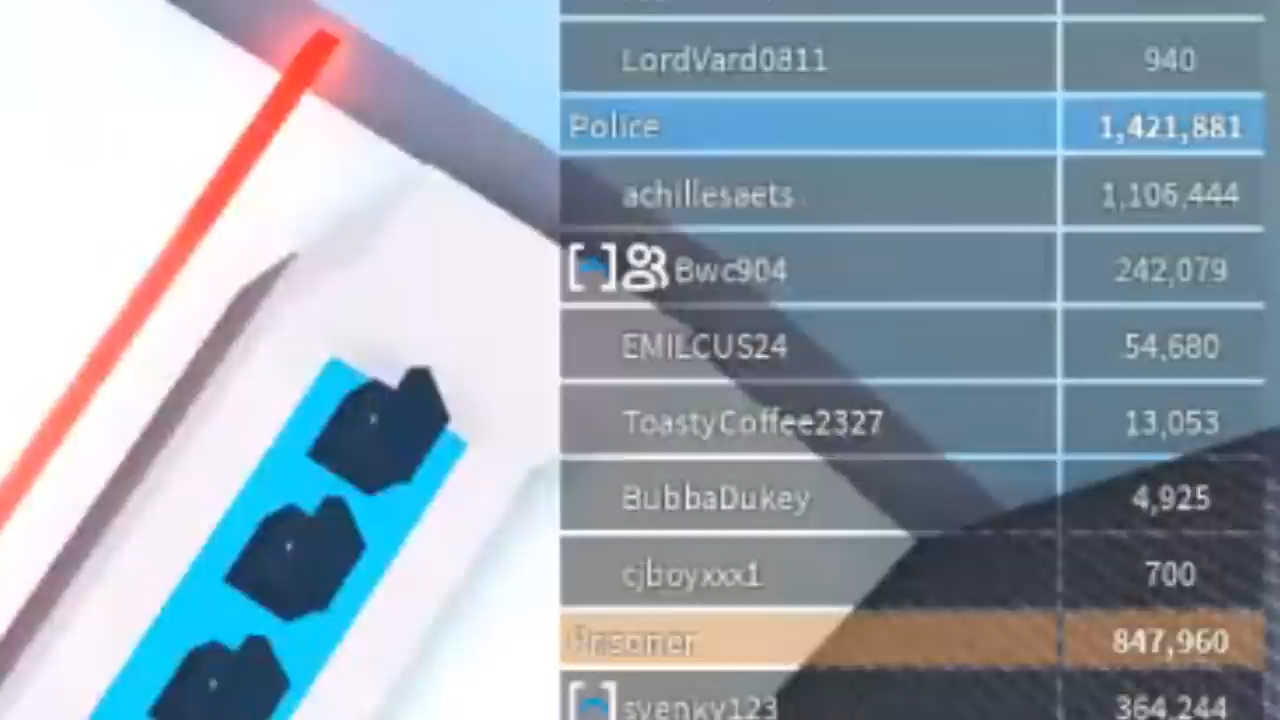 LordVard0811 940
Police 1,421,881
achillesaets 1,106,444
Bwc904 242,079
EMILCUS24 54,680
ToastyCoffee2327 13,053
BubbaDukey 4,925
cjboyxxx1 700
Prisoner 847,960
syenky123 364,244